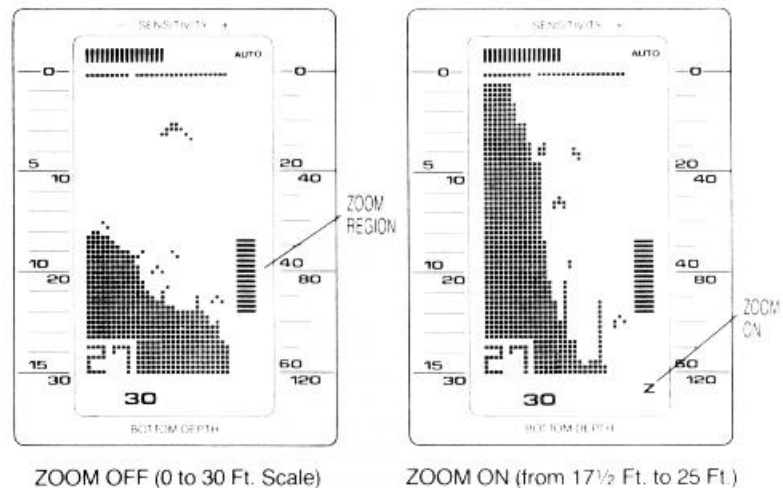 - SENSITIVITY +
AUTO
0 0
5 20
10 40
10 40
20 80
27
15 60
30 120
30
BOTTOM DEPTH
ZOOM REGION
ZOOM OFF (0 to 30 Ft. Scale)
- SENSITIVITY +
AUTO
0 0
5 20
10 40
10 40
20 80
27
15 60
30 120
30
Z
BOTTOM DEPTH
ZOOM ON
ZOOM ON (from 17½ Ft. to 25 Ft.)